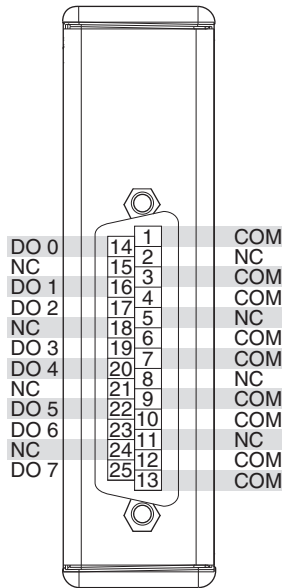 1 COM
DO 0 14
2 NC
NC 15
3 COM
DO 1 16
4 COM
DO 2 17
5 NC
NC 18
6 COM
DO 3 19
7 COM
DO 4 20
8 NC
NC 21
9 COM
DO 5 22
10 COM
DO 6 23
11 NC
NC 24
12 COM
DO 7 25
13 COM